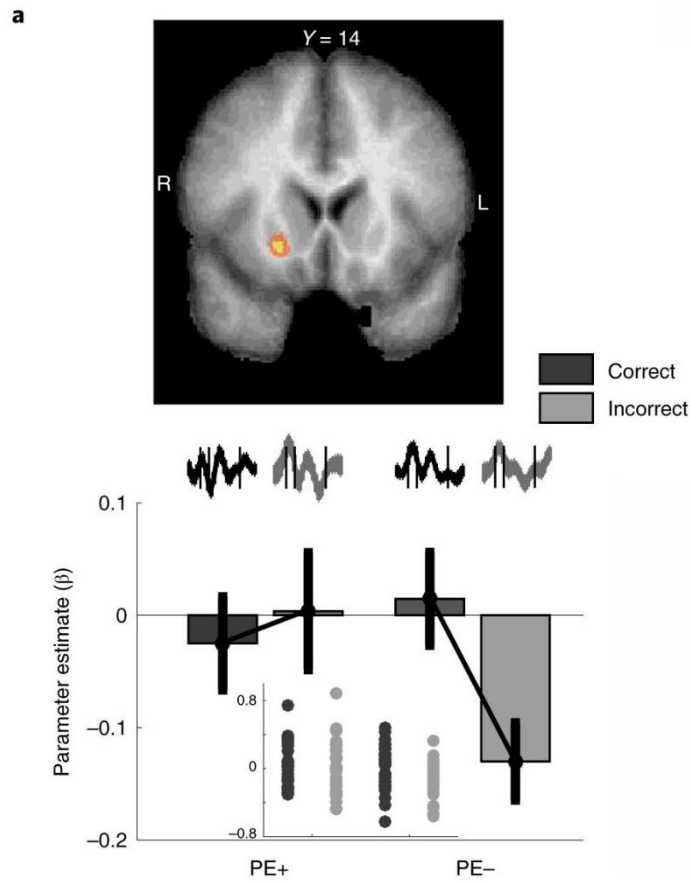 a
Y = 14
R
L
Correct
Incorrect
0.1
0
−0.1
−0.2
Parameter estimate (β)
0.8
0
−0.8
PE+
PE−